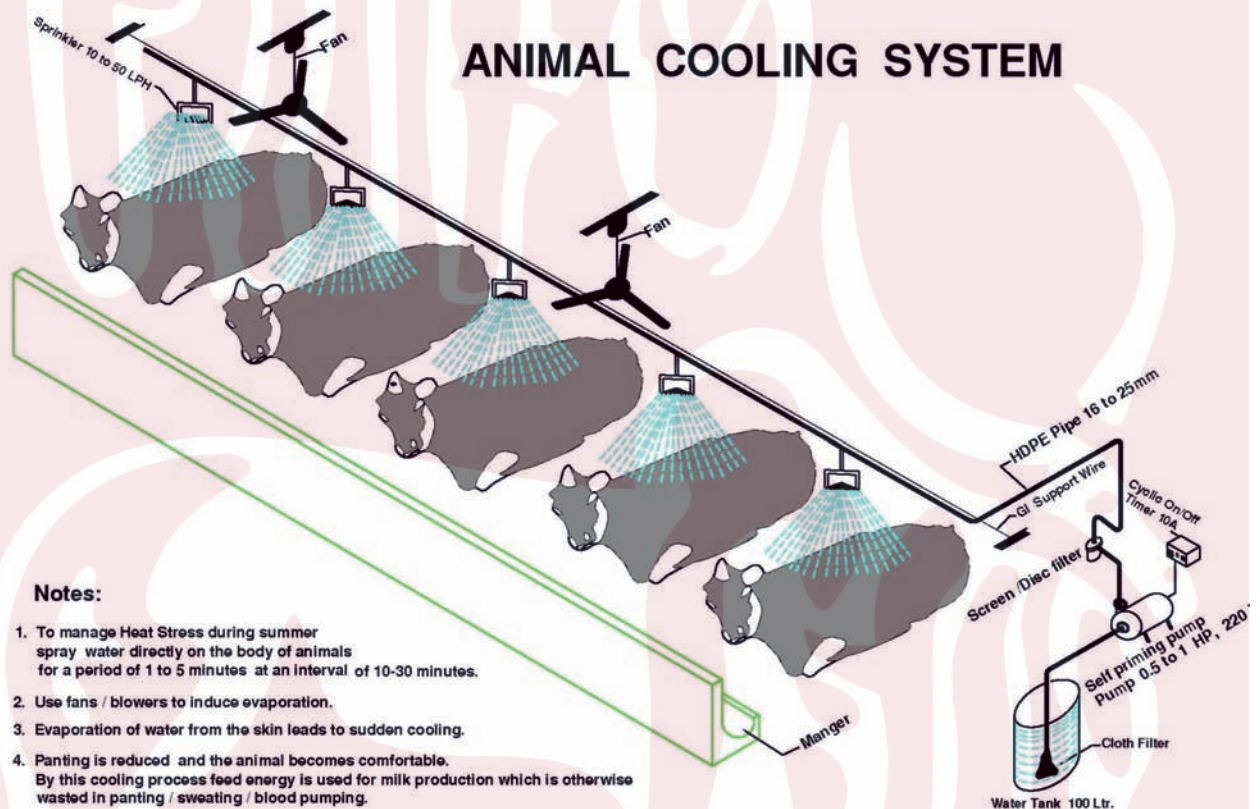 ANIMAL COOLING SYSTEM
Sprinkler 10 to 50 LPH
Fan
Fan
HDPE Pipe 16 to 25mm
GI Support Wire
Cyclic On/Off
Timer 10A
Screen /Disc filter
Self priming pump
Pump 0.5 to 1 HP, 220
Cloth Filter
Water Tank 100 Ltr.
Manger
Notes:
1. To manage Heat Stress during summer
spray water directly on the body of animals
for a period of 1 to 5 minutes at an interval of 10-30 minutes.
2. Use fans / blowers to induce evaporation.
3. Evaporation of water from the skin leads to sudden cooling.
4. Panting is reduced and the animal becomes comfortable.
By this cooling process feed energy is used for milk production which is otherwise
wasted in panting / sweating / blood pumping.